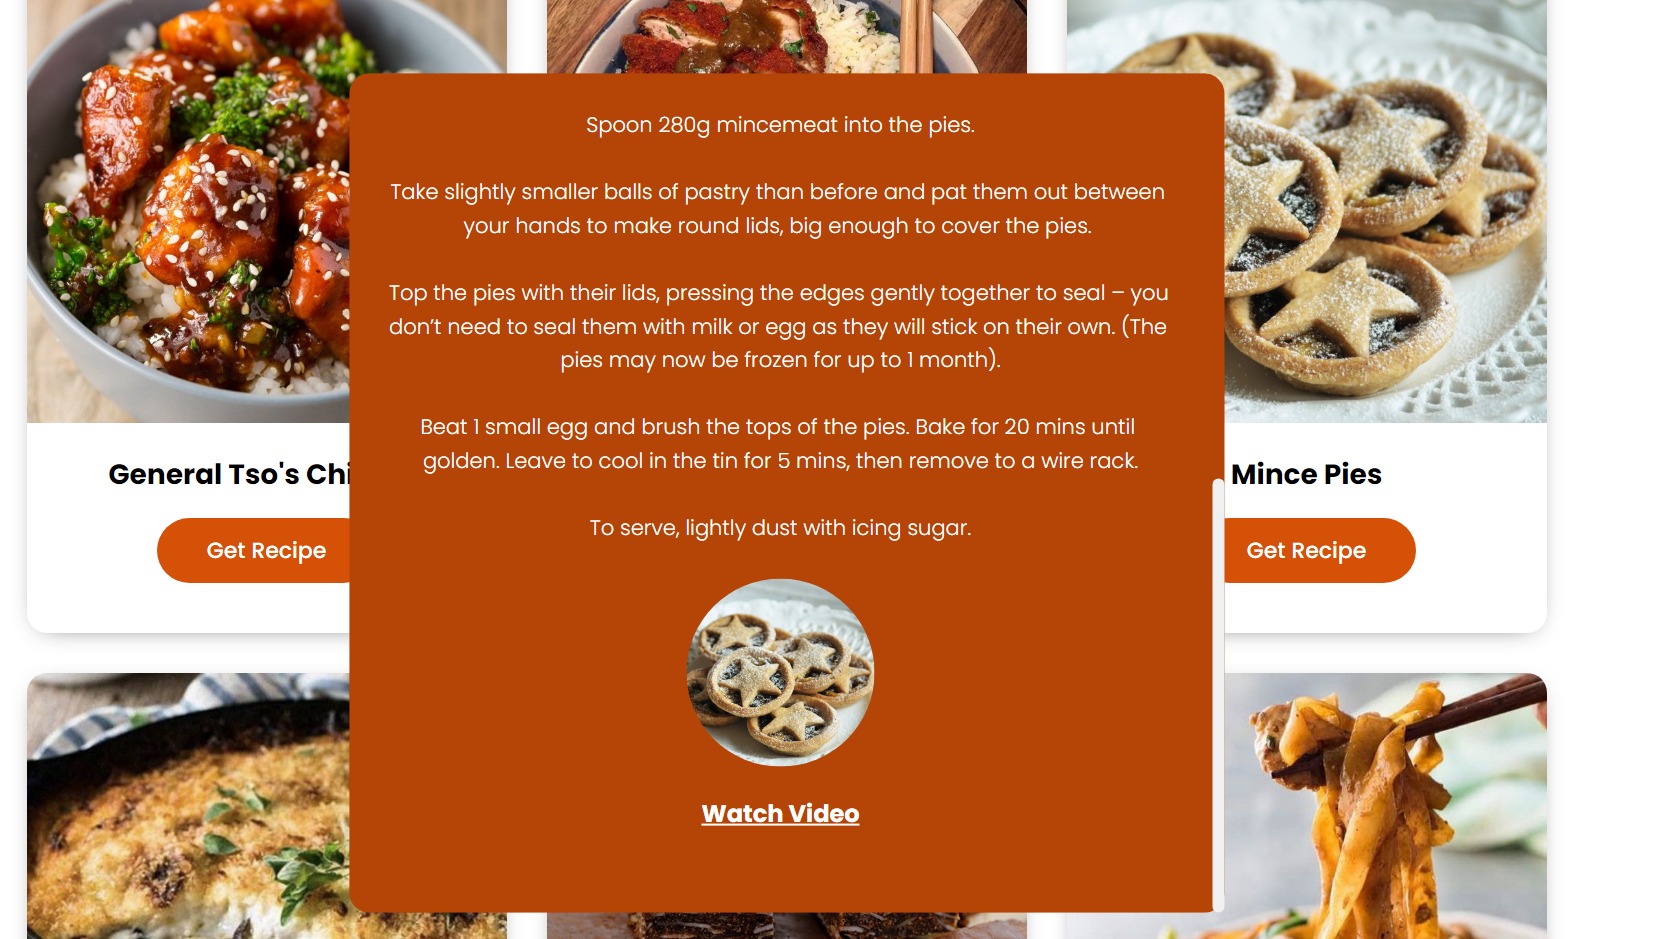 Spoon 280g mincemeat into the pies.
Take slightly smaller balls of pastry than before and pat them out between
your hands to make round lids, big enough to cover the pies.
Top the pies with their lids, pressing the edges gently together to seal – you
don’t need to seal them with milk or egg as they will stick on their own. (The
pies may now be frozen for up to 1 month).
Beat 1 small egg and brush the tops of the pies. Bake for 20 mins until
golden. Leave to cool in the tin for 5 mins, then remove to a wire rack.
To serve, lightly dust with icing sugar.
Watch Video
General Tso's Chi
Get Recipe
Mince Pies
Get Recipe